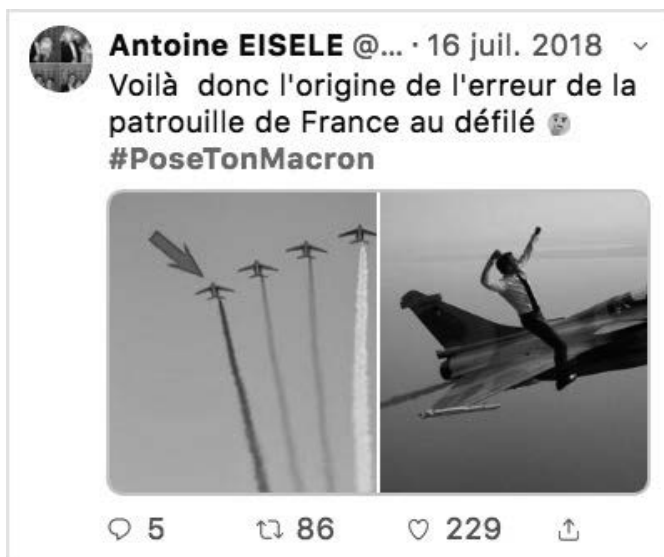 Antoine EISELE @... · 16 juil. 2018
Voilà donc l'origine de l'erreur de la
patrouille de France au défilé 🤔
#PoseTonMacron
5 86 229